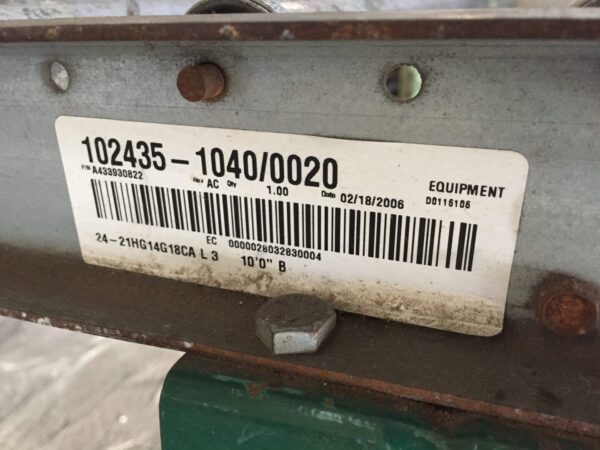 102435-1040/0020
P/N A433930822 Rev AC Qty 1.00 Date 02/18/2006 EQUIPMENT
D0116106
EC 0000028032830004
24-21HG14G18CA L 3 10'0" B